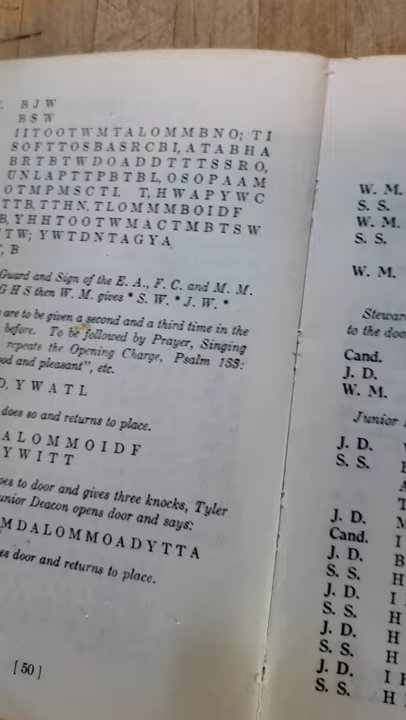 B J W
B S W
I I T O O T W M T A L O M M B N O; T I
S O F T T O S B A S R C B I, A T A B H A
B R T B T W D O A D D T T T S S R O,
U N L A P T T P B T B L, O S O P A A M
O T M P M S C T L T, H W A P Y W C
T T B, T T H N, T L O M M M B O I D F
B, Y H H T O O T W M A C T M B T S W
T W; Y W T D N T A G Y A
, B
Guard and Sign of the E. A., F. C. and M. M.
G H S then W. M. gives * S. W. * J. W. *
are to be given a second and a third time in the
before. To be followed by Prayer, Singing
repeats the Opening Charge, Psalm 133:
and pleasant", etc.
O, Y W A T L
does so and returns to place.
A L O M M O I D F
Y W I T T
to door and gives three knocks, Tyler
Junior Deacon opens door and says:
M D A L O M M O A D Y T T A
door and returns to place.
[ 50 ]
W. M.
S. S.
W. M.
S. S.
W. M.
to the
Cand.
J. D.
W. M.
Junior
J. D.
S. S.
J. D.
Cand. I
J. D. B
S. S. H
J. D. I
S. S. H
J. D. H
S. S. H
J. D. I
S. S. H